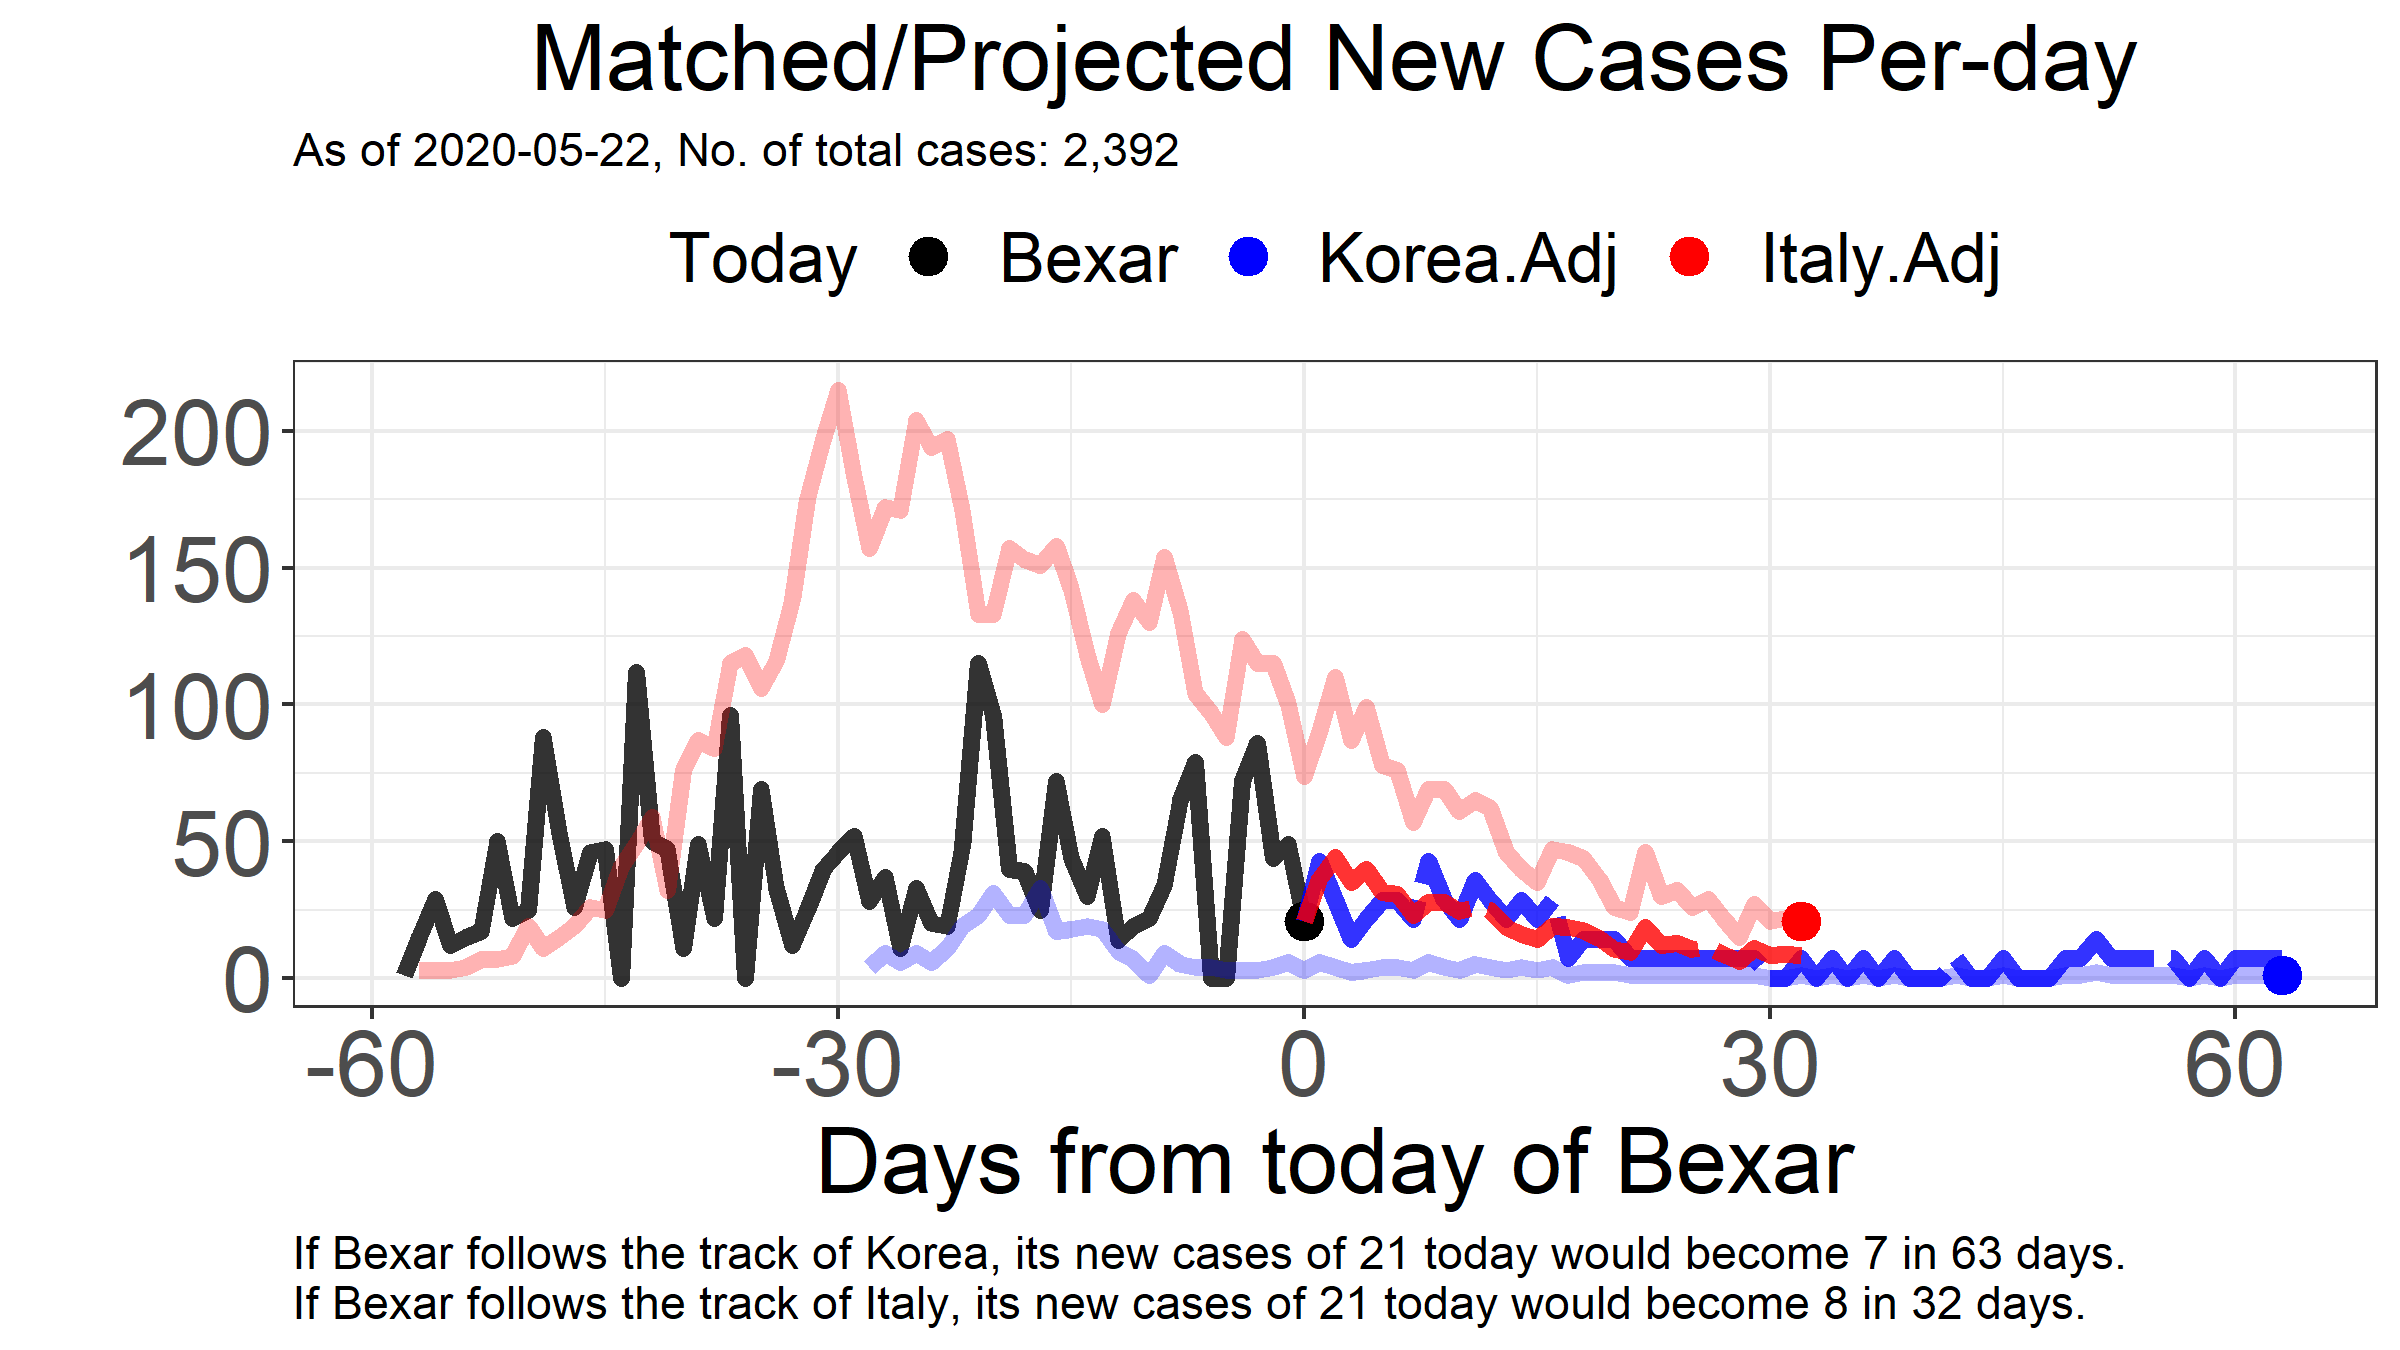 Matched/Projected New Cases Per-day
As of 2020-05-22, No. of total cases: 2,392
Today Bexar Korea.Adj Italy.Adj
200
150
100
50
0
-60 -30 0 30 60
Days from today of Bexar
If Bexar follows the track of Korea, its new cases of 21 today would become 7 in 63 days.
If Bexar follows the track of Italy, its new cases of 21 today would become 8 in 32 days.